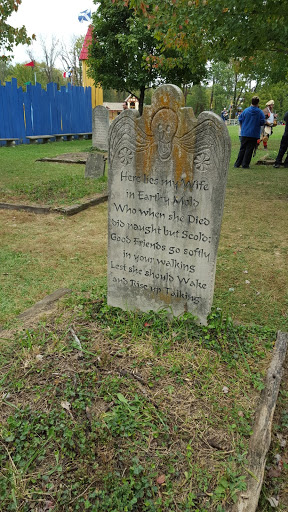 Here lies my Wife
in Earthy Mold
Who when she Died
did naught but Scold:
Good Friends go softly
in your walking
Lest she should Wake
and rise up Talking